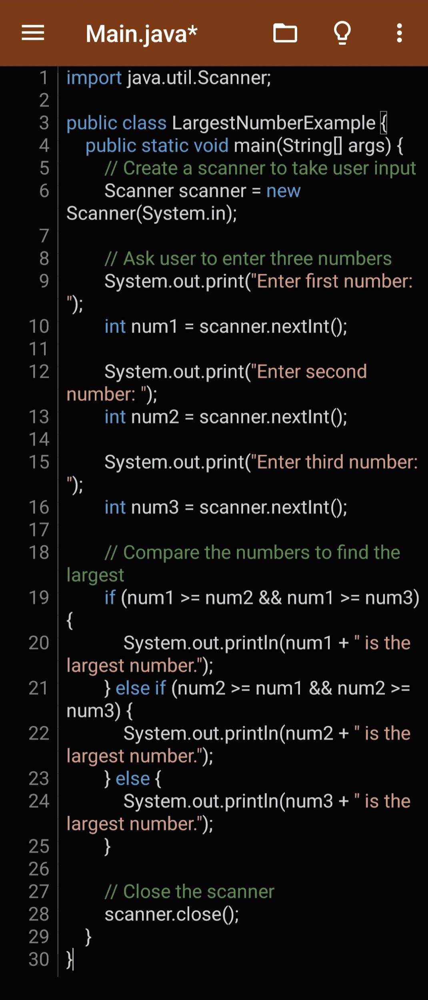 Main.java*
1 import java.util.Scanner;
2
3 public class LargestNumberExample {
4     public static void main(String[] args) {
5         // Create a scanner to take user input
6         Scanner scanner = new
Scanner(System.in);
7
8         // Ask user to enter three numbers
9         System.out.print("Enter first number:
");
10         int num1 = scanner.nextInt();
11
12         System.out.print("Enter second
number: ");
13         int num2 = scanner.nextInt();
14
15         System.out.print("Enter third number:
");
16         int num3 = scanner.nextInt();
17
18         // Compare the numbers to find the
largest
19         if (num1 >= num2 && num1 >= num3)
{
20             System.out.println(num1 + " is the
largest number.");
21         } else if (num2 >= num1 && num2 >=
num3) {
22             System.out.println(num2 + " is the
largest number.");
23         } else {
24             System.out.println(num3 + " is the
largest number.");
25         }
26
27         // Close the scanner
28         scanner.close();
29     }
30 }